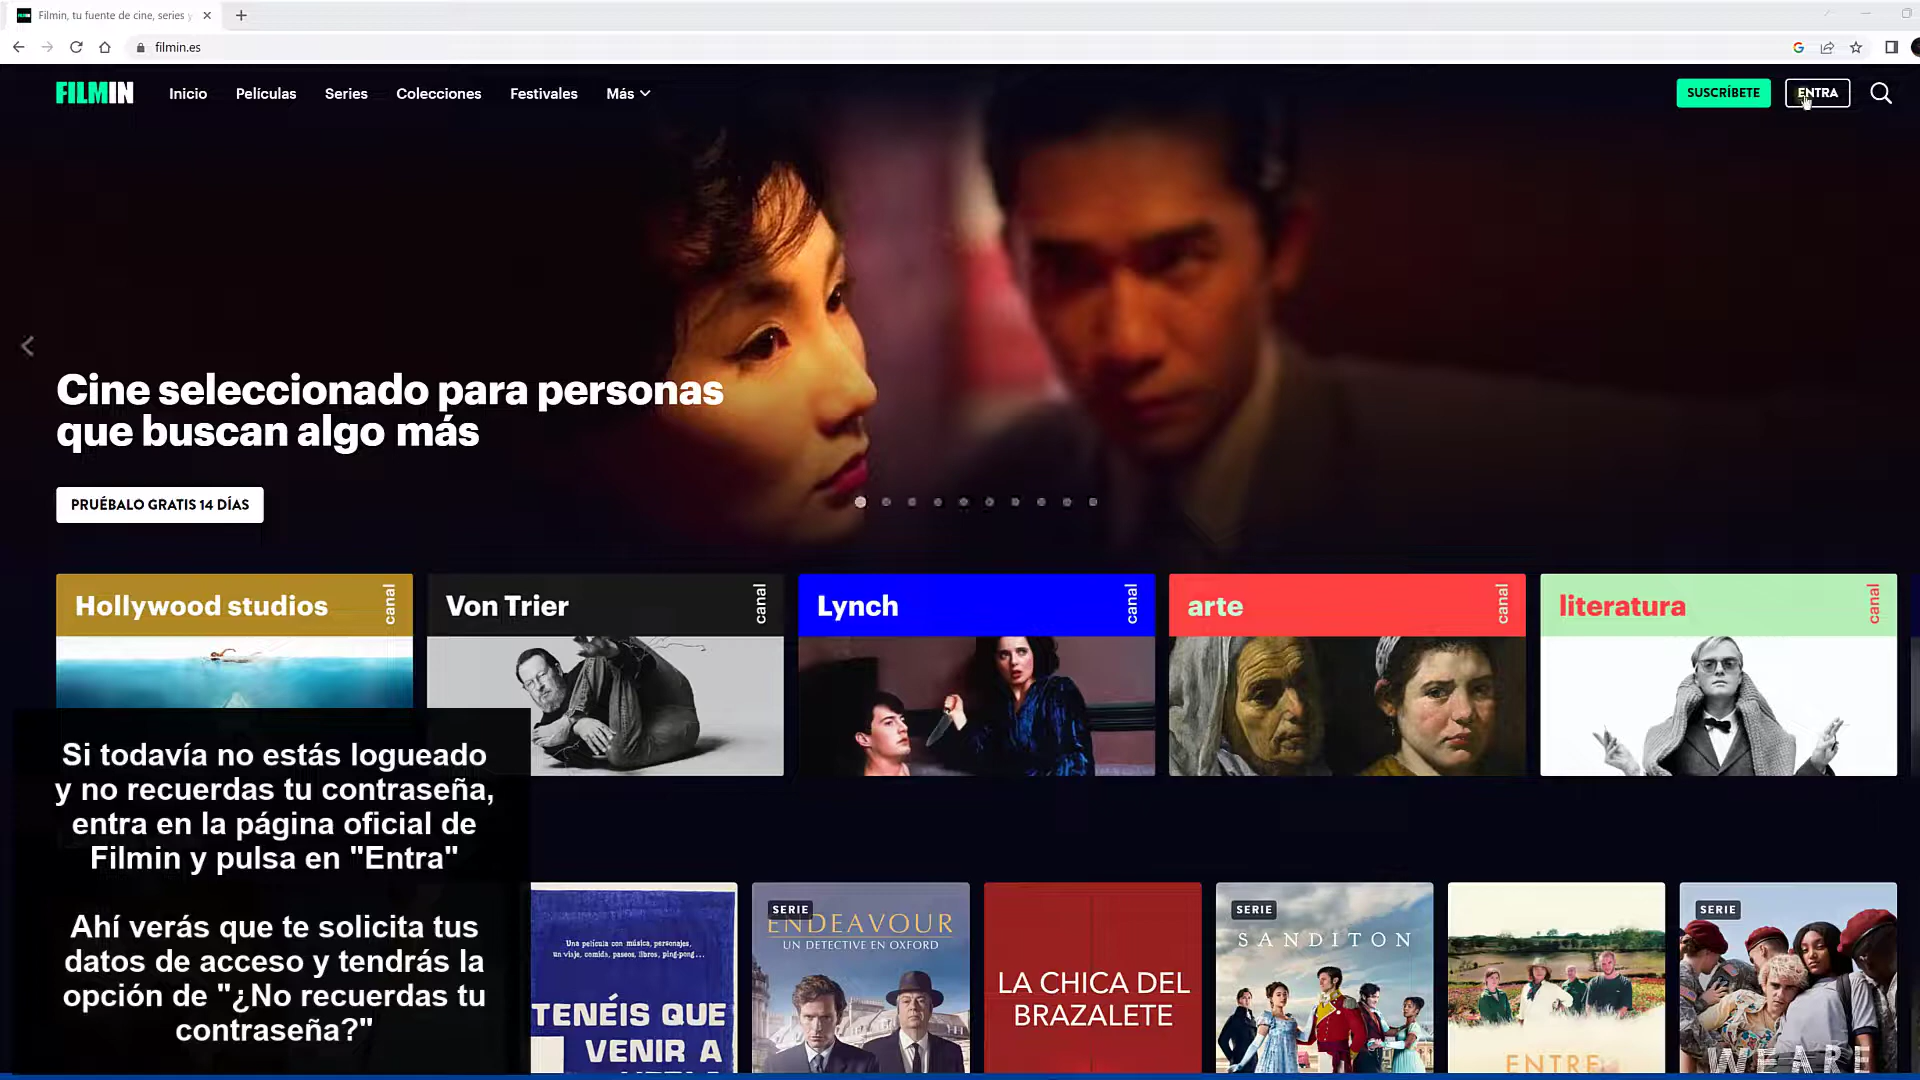 Filmin, tu fuente de cine, series y
filmin.es
FILMIN
Inicio
Películas
Series
Colecciones
Festivales
Más
SUSCRÍBETE
ENTRA
Cine seleccionado para personas
que buscan algo más
PRUÉBALO GRATIS 14 DÍAS
Hollywood studios
canal
Von Trier
canal
Lynch
canal
arte
canal
literatura
canal
Si todavía no estás logueado
y no recuerdas tu contraseña,
entra en la página oficial de
Filmin y pulsa en "Entra"
Ahí verás que te solicita tus
datos de acceso y tendrás la
opción de "¿No recuerdas tu
contraseña?"
Una película con música, personajes,
un viaje, comida, paseos, libros, ping-pong...
TENÉIS QUE
VENIR A
SERIE
ENDEAVOUR
UN DETECTIVE EN OXFORD
LA CHICA DEL
BRAZALETE
SERIE
SANDITON
ENTRE
SERIE
WE ARE